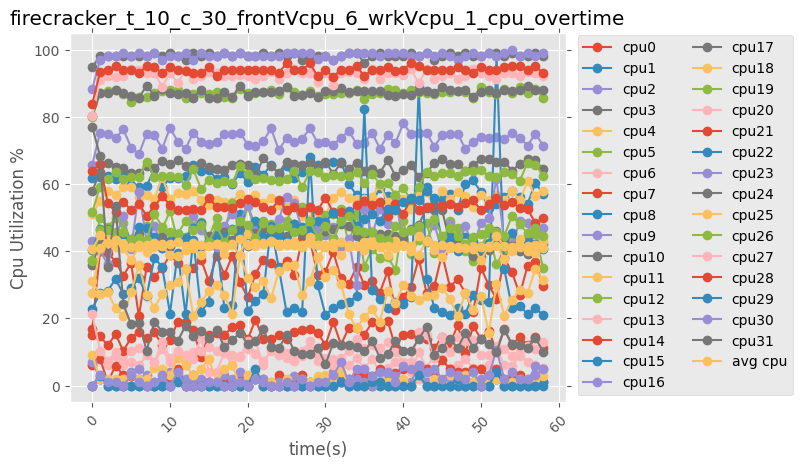 firecracker_t_10_c_30_frontVcpu_6_wrkVcpu_1_cpu_overtime
Cpu Utilization %
100
80
60
40
20
0
0
10
20
30
40
50
60
time(s)
cpu0
cpu1
cpu2
cpu3
cpu4
cpu5
cpu6
cpu7
cpu8
cpu9
cpu10
cpu11
cpu12
cpu13
cpu14
cpu15
cpu16
cpu17
cpu18
cpu19
cpu20
cpu21
cpu22
cpu23
cpu24
cpu25
cpu26
cpu27
cpu28
cpu29
cpu30
cpu31
avg cpu